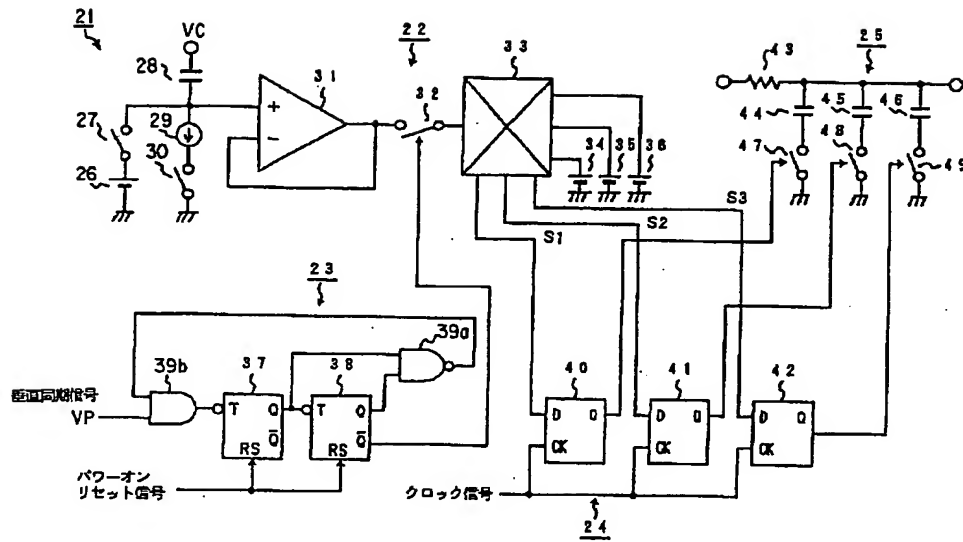 21
VC
28
27
29
26
30
31
+
-
22
32
33
34
35
36
S1
S2
S3
43
25
44
45
46
47
48
49
23
39a
39b
37
38
垂直同期信号
VP
T
Q
Q
RS
T
Q
Q
RS
パワーオン
リセット信号
40
41
42
D
Q
CK
D
Q
CK
D
Q
CK
クロック信号
24